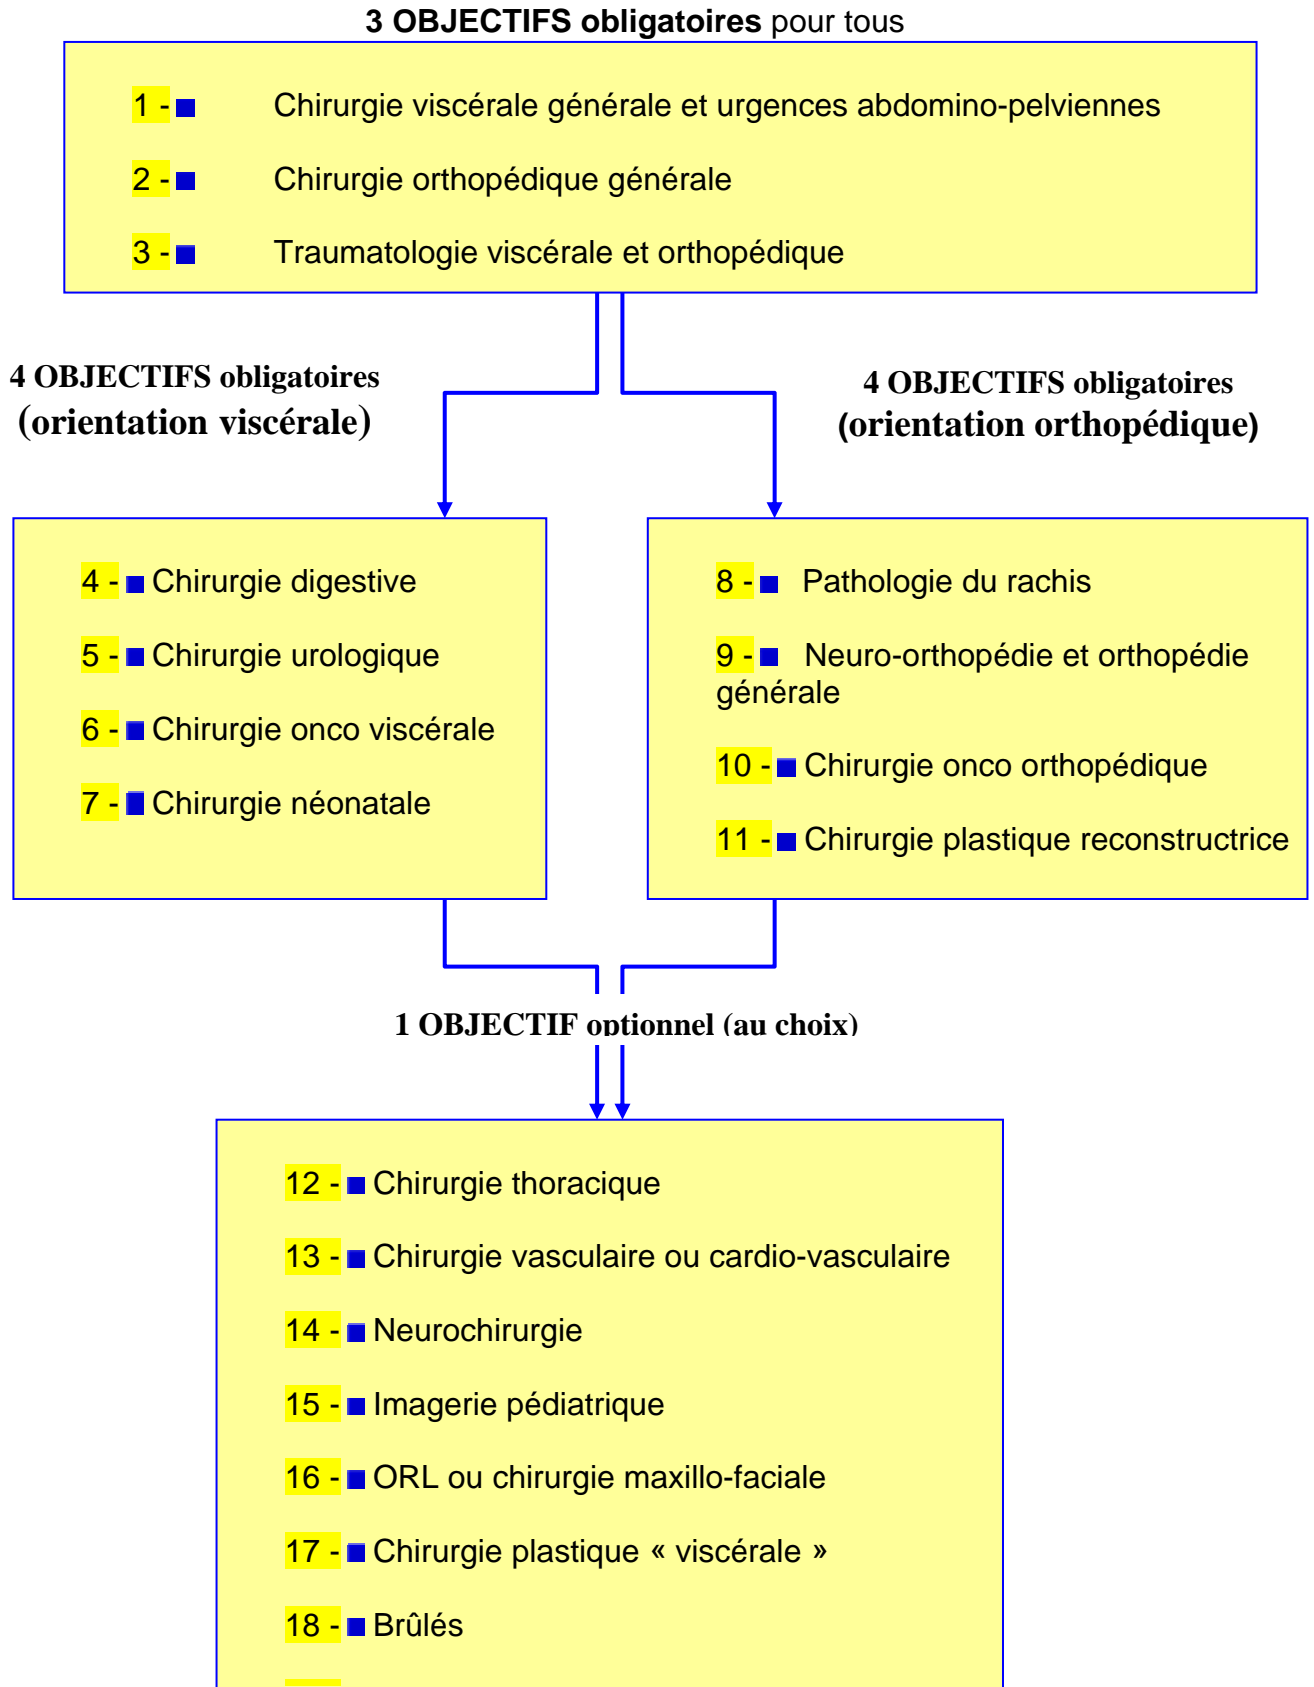 3 OBJECTIFS obligatoires pour tous
1 - Chirurgie viscérale générale et urgences abdomino-pelviennes
2 - Chirurgie orthopédique générale
3 - Traumatologie viscérale et orthopédique
4 OBJECTIFS obligatoires
(orientation viscérale)
4 OBJECTIFS obligatoires
(orientation orthopédique)
4 - Chirurgie digestive
5 - Chirurgie urologique
6 - Chirurgie onco viscérale
7 - Chirurgie néonatale
8 - Pathologie du rachis
9 - Neuro-orthopédie et orthopédie
générale
10 - Chirurgie onco orthopédique
11 - Chirurgie plastique reconstructrice
1 OBJECTIF optionnel (au choix)
12 - Chirurgie thoracique
13 - Chirurgie vasculaire ou cardio-vasculaire
14 - Neurochirurgie
15 - Imagerie pédiatrique
16 - ORL ou chirurgie maxillo-faciale
17 - Chirurgie plastique « viscérale »
18 - Brûlés